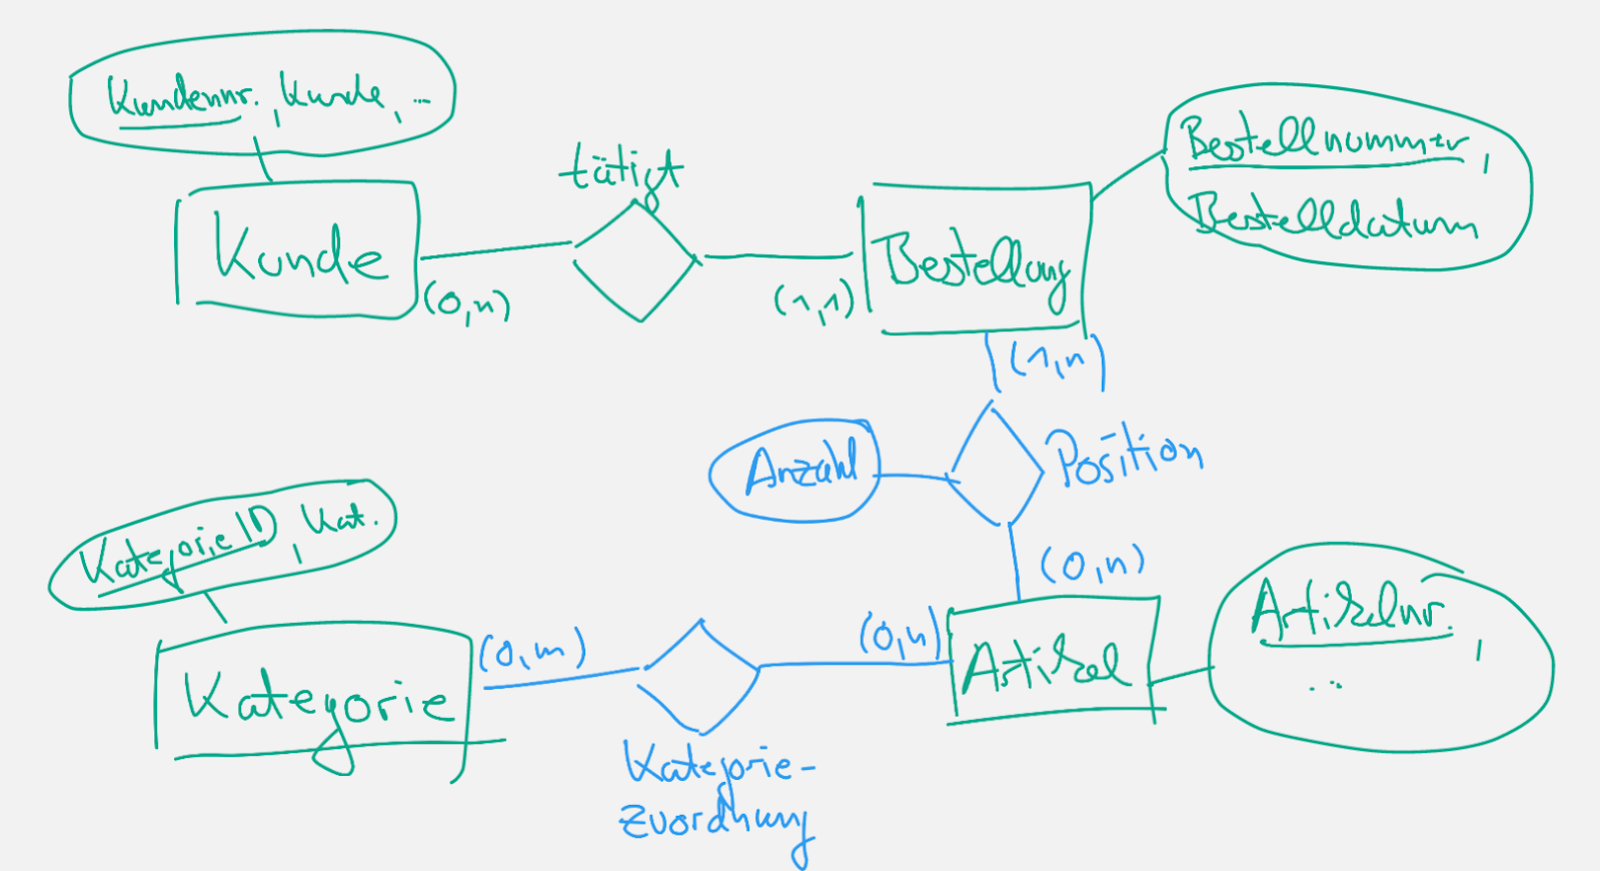 Kundennr., Kunde, ...
tätigt
Bestellnummer,
Bestelldatum
Kunde
Bestellung
(0,n)
(1,1)
(1,n)
Anzahl
Position
KategorieID, Kat.
(0,n)
Artikelnr.,
...
(0,m)
(0,n)
Kategorie
Artikel
Kategorie-
Zuordnung